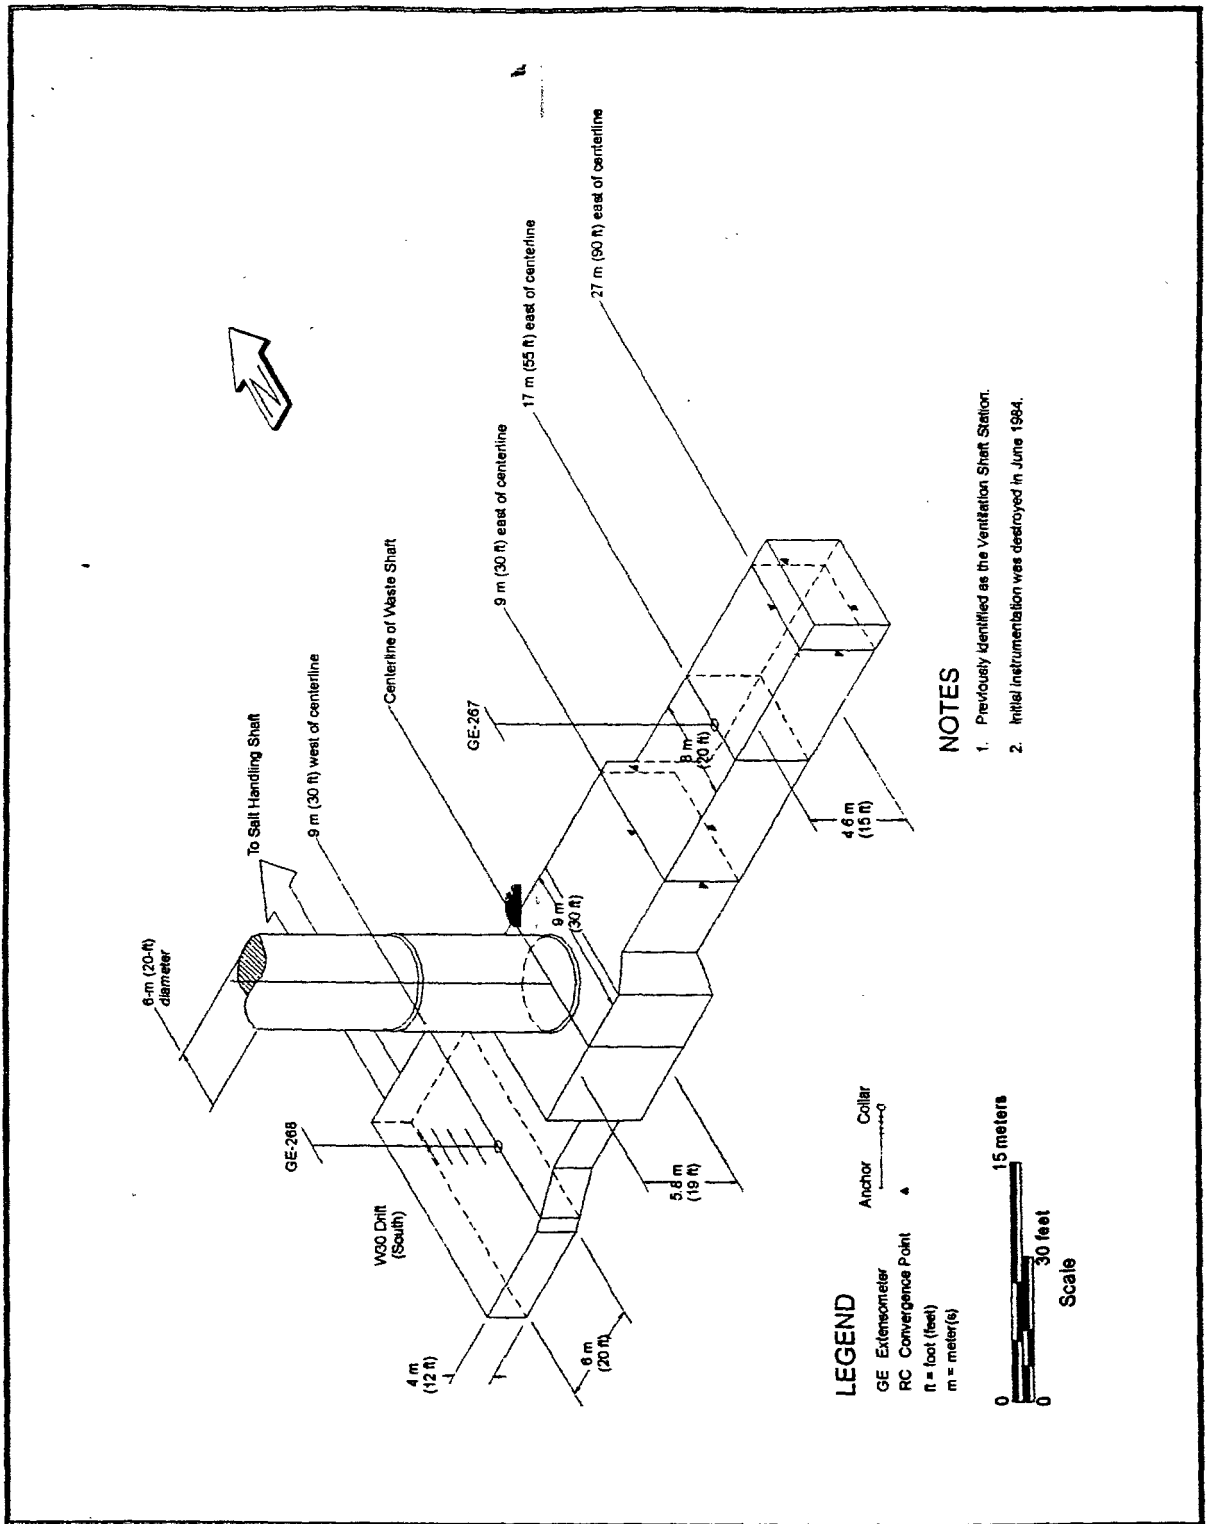 6-m (20-ft)
diameter
To Salt Handling Shaft
9 m (30 ft) west of centerline
Centerline of Waste Shaft
9 m (30 ft) east of centerline
17 m (55 ft) east of centerline
27 m (90 ft) east of centerline
N
GE-268
GE-267
W30 Drift
(South)
9 m
(30 ft)
8 m
(20 ft)
4 m
(12 ft)
6 m
(20 ft)
5.8 m
(19 ft)
4.6 m
(15 ft)
LEGEND
GE Extensometer Anchor Collar
RC Convergence Point
ft = foot (feet)
m = meter(s)
0 15 meters
0 30 feet
Scale
NOTES
1. Previously identified as the Ventilation Shaft Station.
2. Initial instrumentation was destroyed in June 1984.